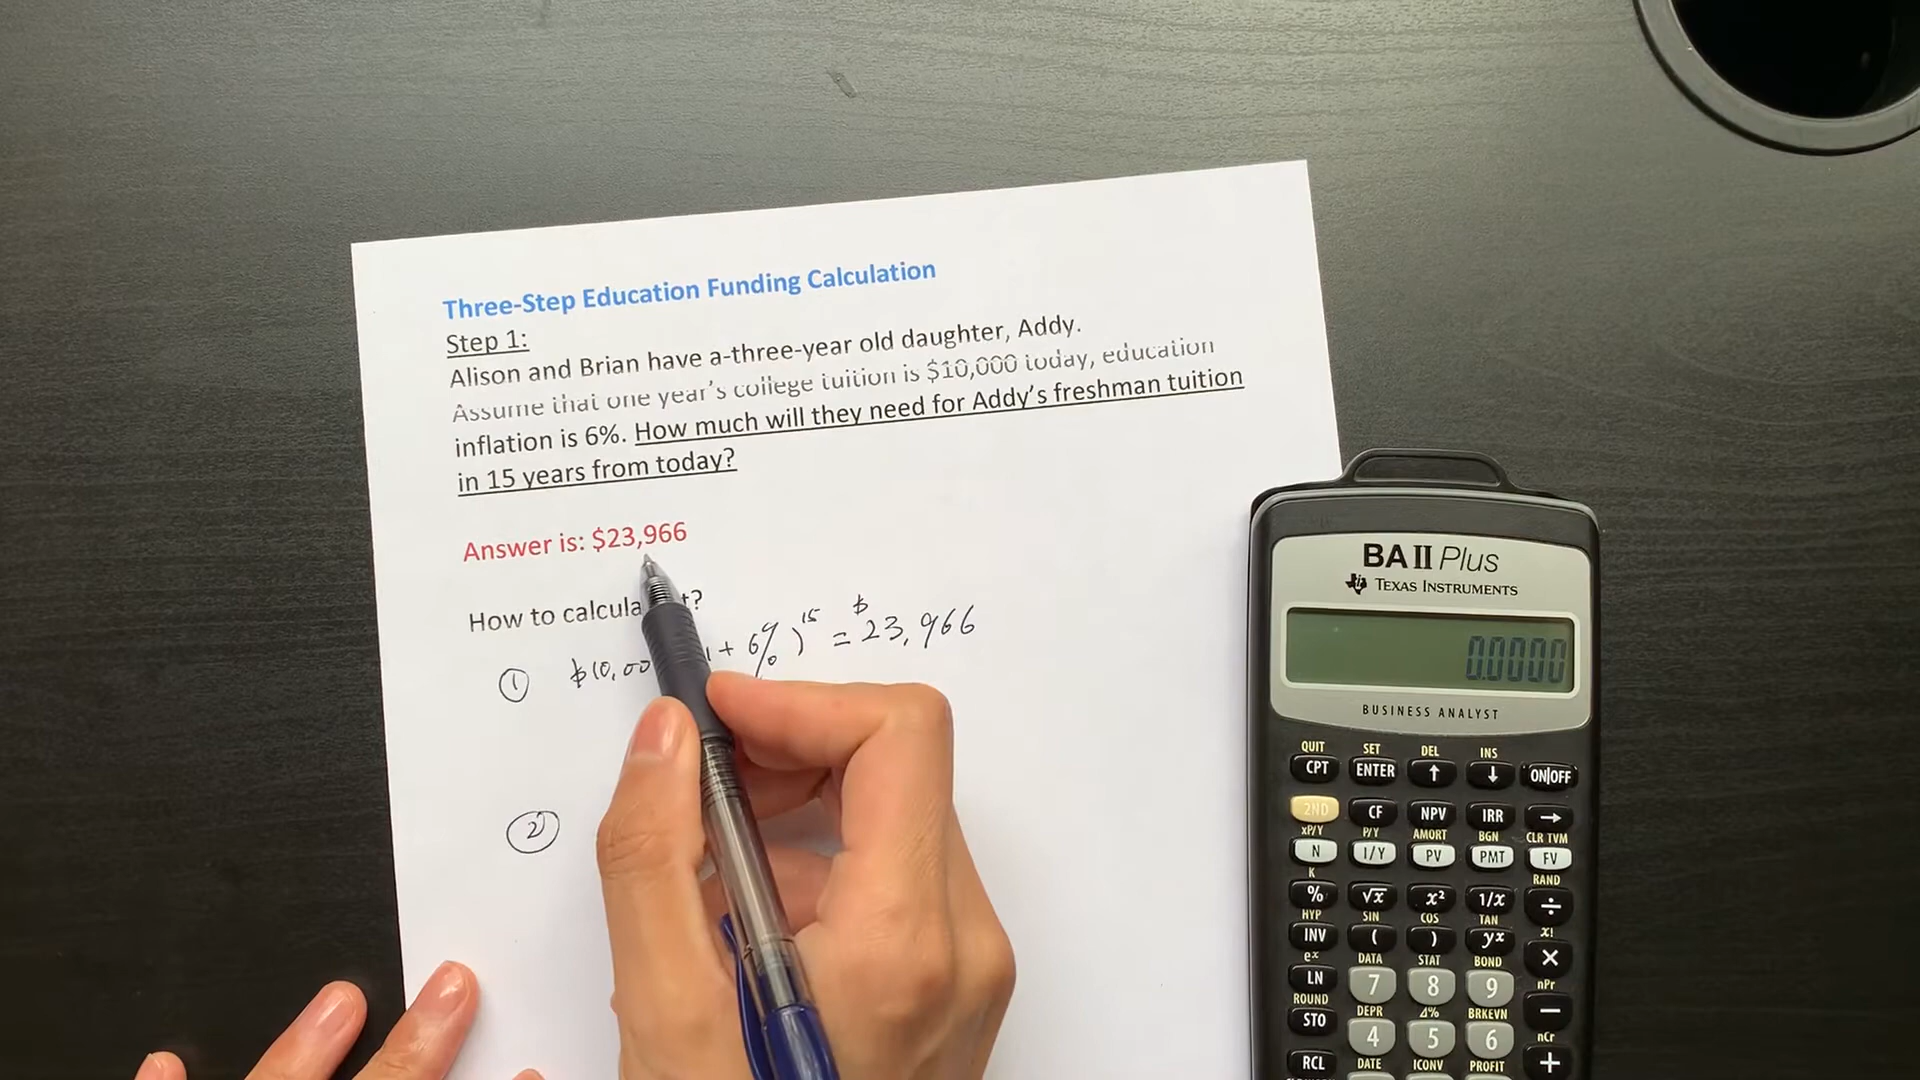 Three-Step Education Funding Calculation
Step 1:
Alison and Brian have a-three-year old daughter, Addy.
Assume that one year's college tuition is $10,000 today, education
inflation is 6%. How much will they need for Addy's freshman tuition
in 15 years from today?
Answer is: $23,966
How to calcula t?
① $10,00 1 + 6% )¹⁵ = $23,966
②
BA II Plus
TEXAS INSTRUMENTS
0.0000
BUSINESS ANALYST
QUIT SET DEL INS
CPT ENTER ↑ ↓ ON|OFF
2ND CF NPV IRR →
xP/Y P/Y AMORT BGN CLR TVM
N I/Y PV PMT FV
K RAND
% √x x² 1/x ÷
HYP SIN COS TAN x!
INV ( ) yˣ ×
eˣ DATA STAT BOND nPr
LN 7 8 9 −
ROUND DEPR Δ% BRKEVN nCr
STO 4 5 6 +
DATE ICONV PROFIT
RCL